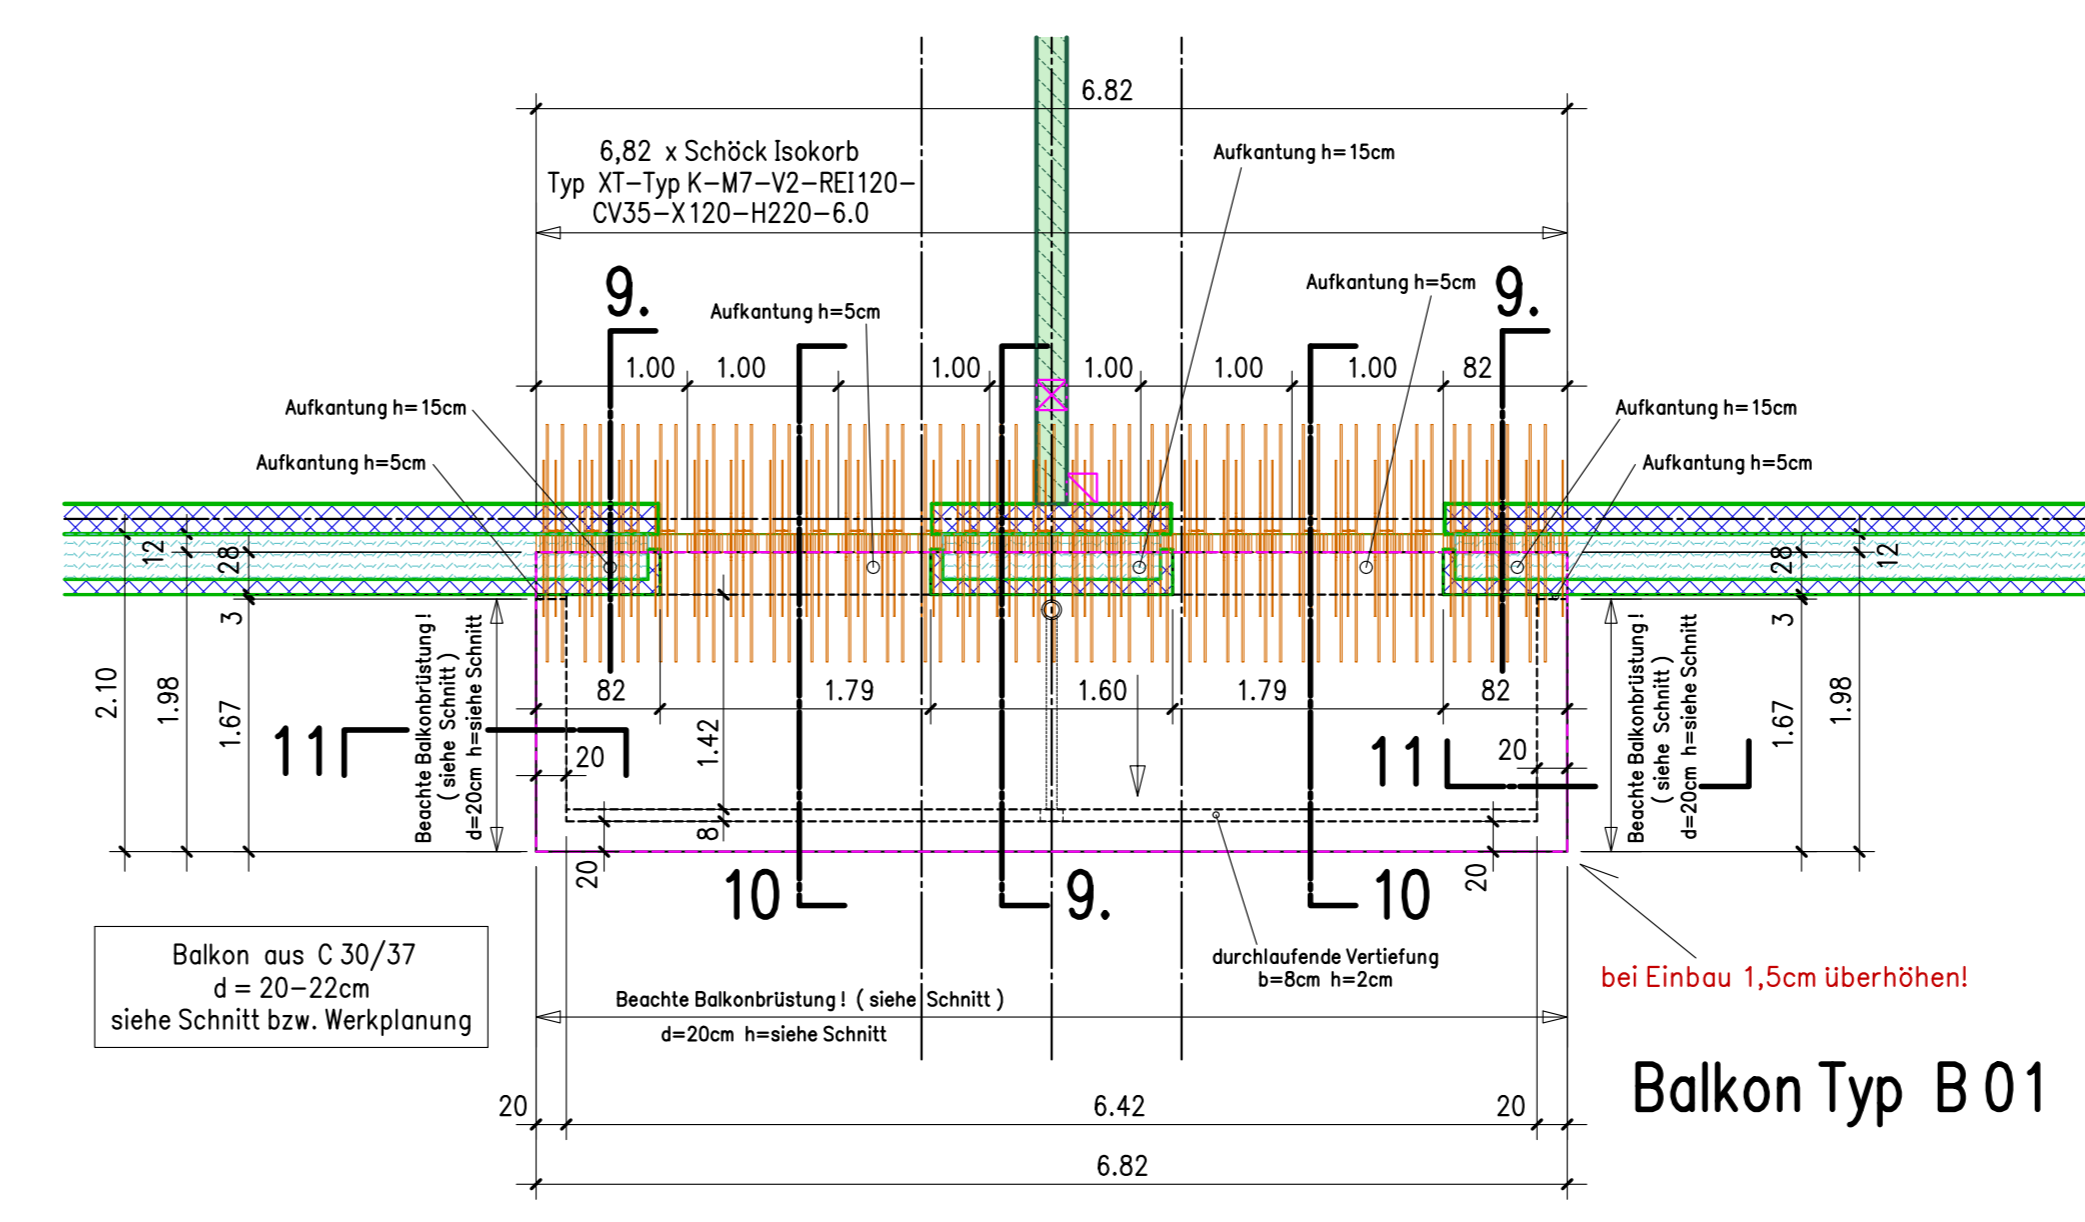 6.82
6,82 x Schöck Isokorb
Typ XT-Typ K-M7-V2-REI120-
CV35-X120-H220-6.0
Aufkantung h=15cm
9.
Aufkantung h=5cm
Aufkantung h=5cm
9.
1.00
1.00
1.00
1.00
1.00
1.00
82
Aufkantung h=15cm
Aufkantung h=5cm
Aufkantung h=15cm
Aufkantung h=5cm
12
28
3
2.10
1.98
1.67
28
12
3
1.67
1.98
Beachte Balkonbrüstung!
( siehe Schnitt )
d=20cm h=siehe Schnitt
Beachte Balkonbrüstung!
( siehe Schnitt )
d=20cm h=siehe Schnitt
82
1.79
1.60
1.79
82
11
20
1.42
11
20
8
20
20
10
9.
10
Balkon aus C 30/37
d = 20-22cm
siehe Schnitt bzw. Werkplanung
durchlaufende Vertiefung
b=8cm h=2cm
bei Einbau 1,5cm überhöhen!
Beachte Balkonbrüstung! ( siehe Schnitt )
d=20cm h=siehe Schnitt
Balkon Typ B 01
20
6.42
20
6.82